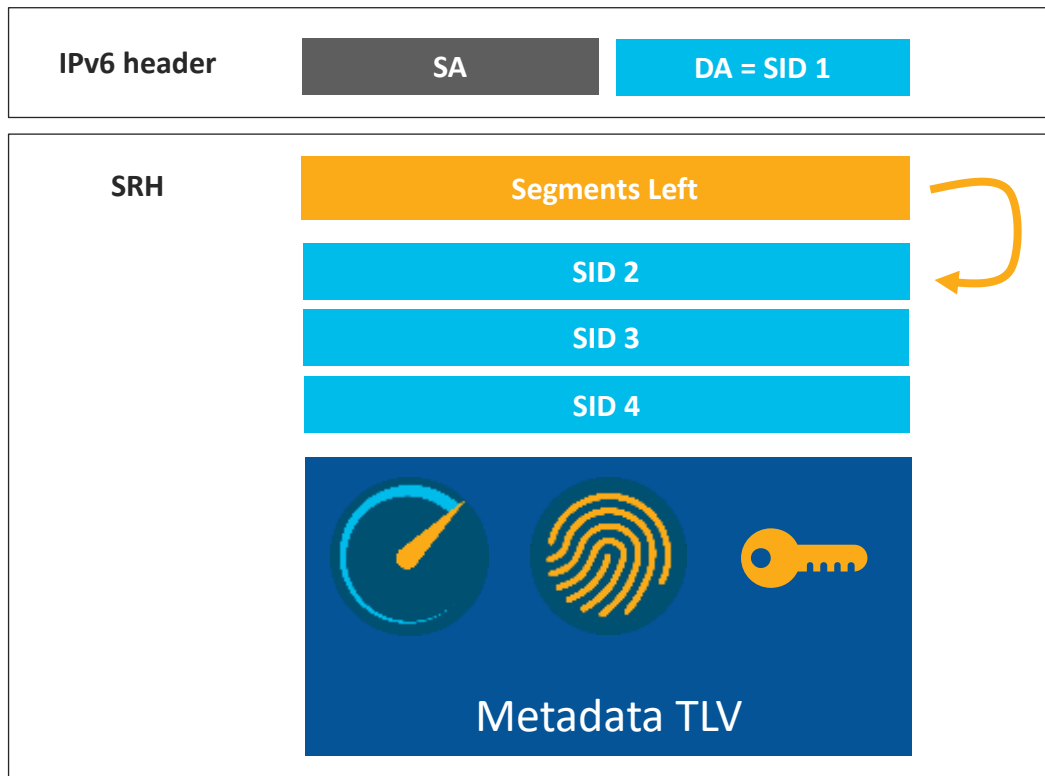 IPv6 header
SA
DA = SID 1
SRH
Segments Left
SID 2
SID 3
SID 4
Metadata TLV